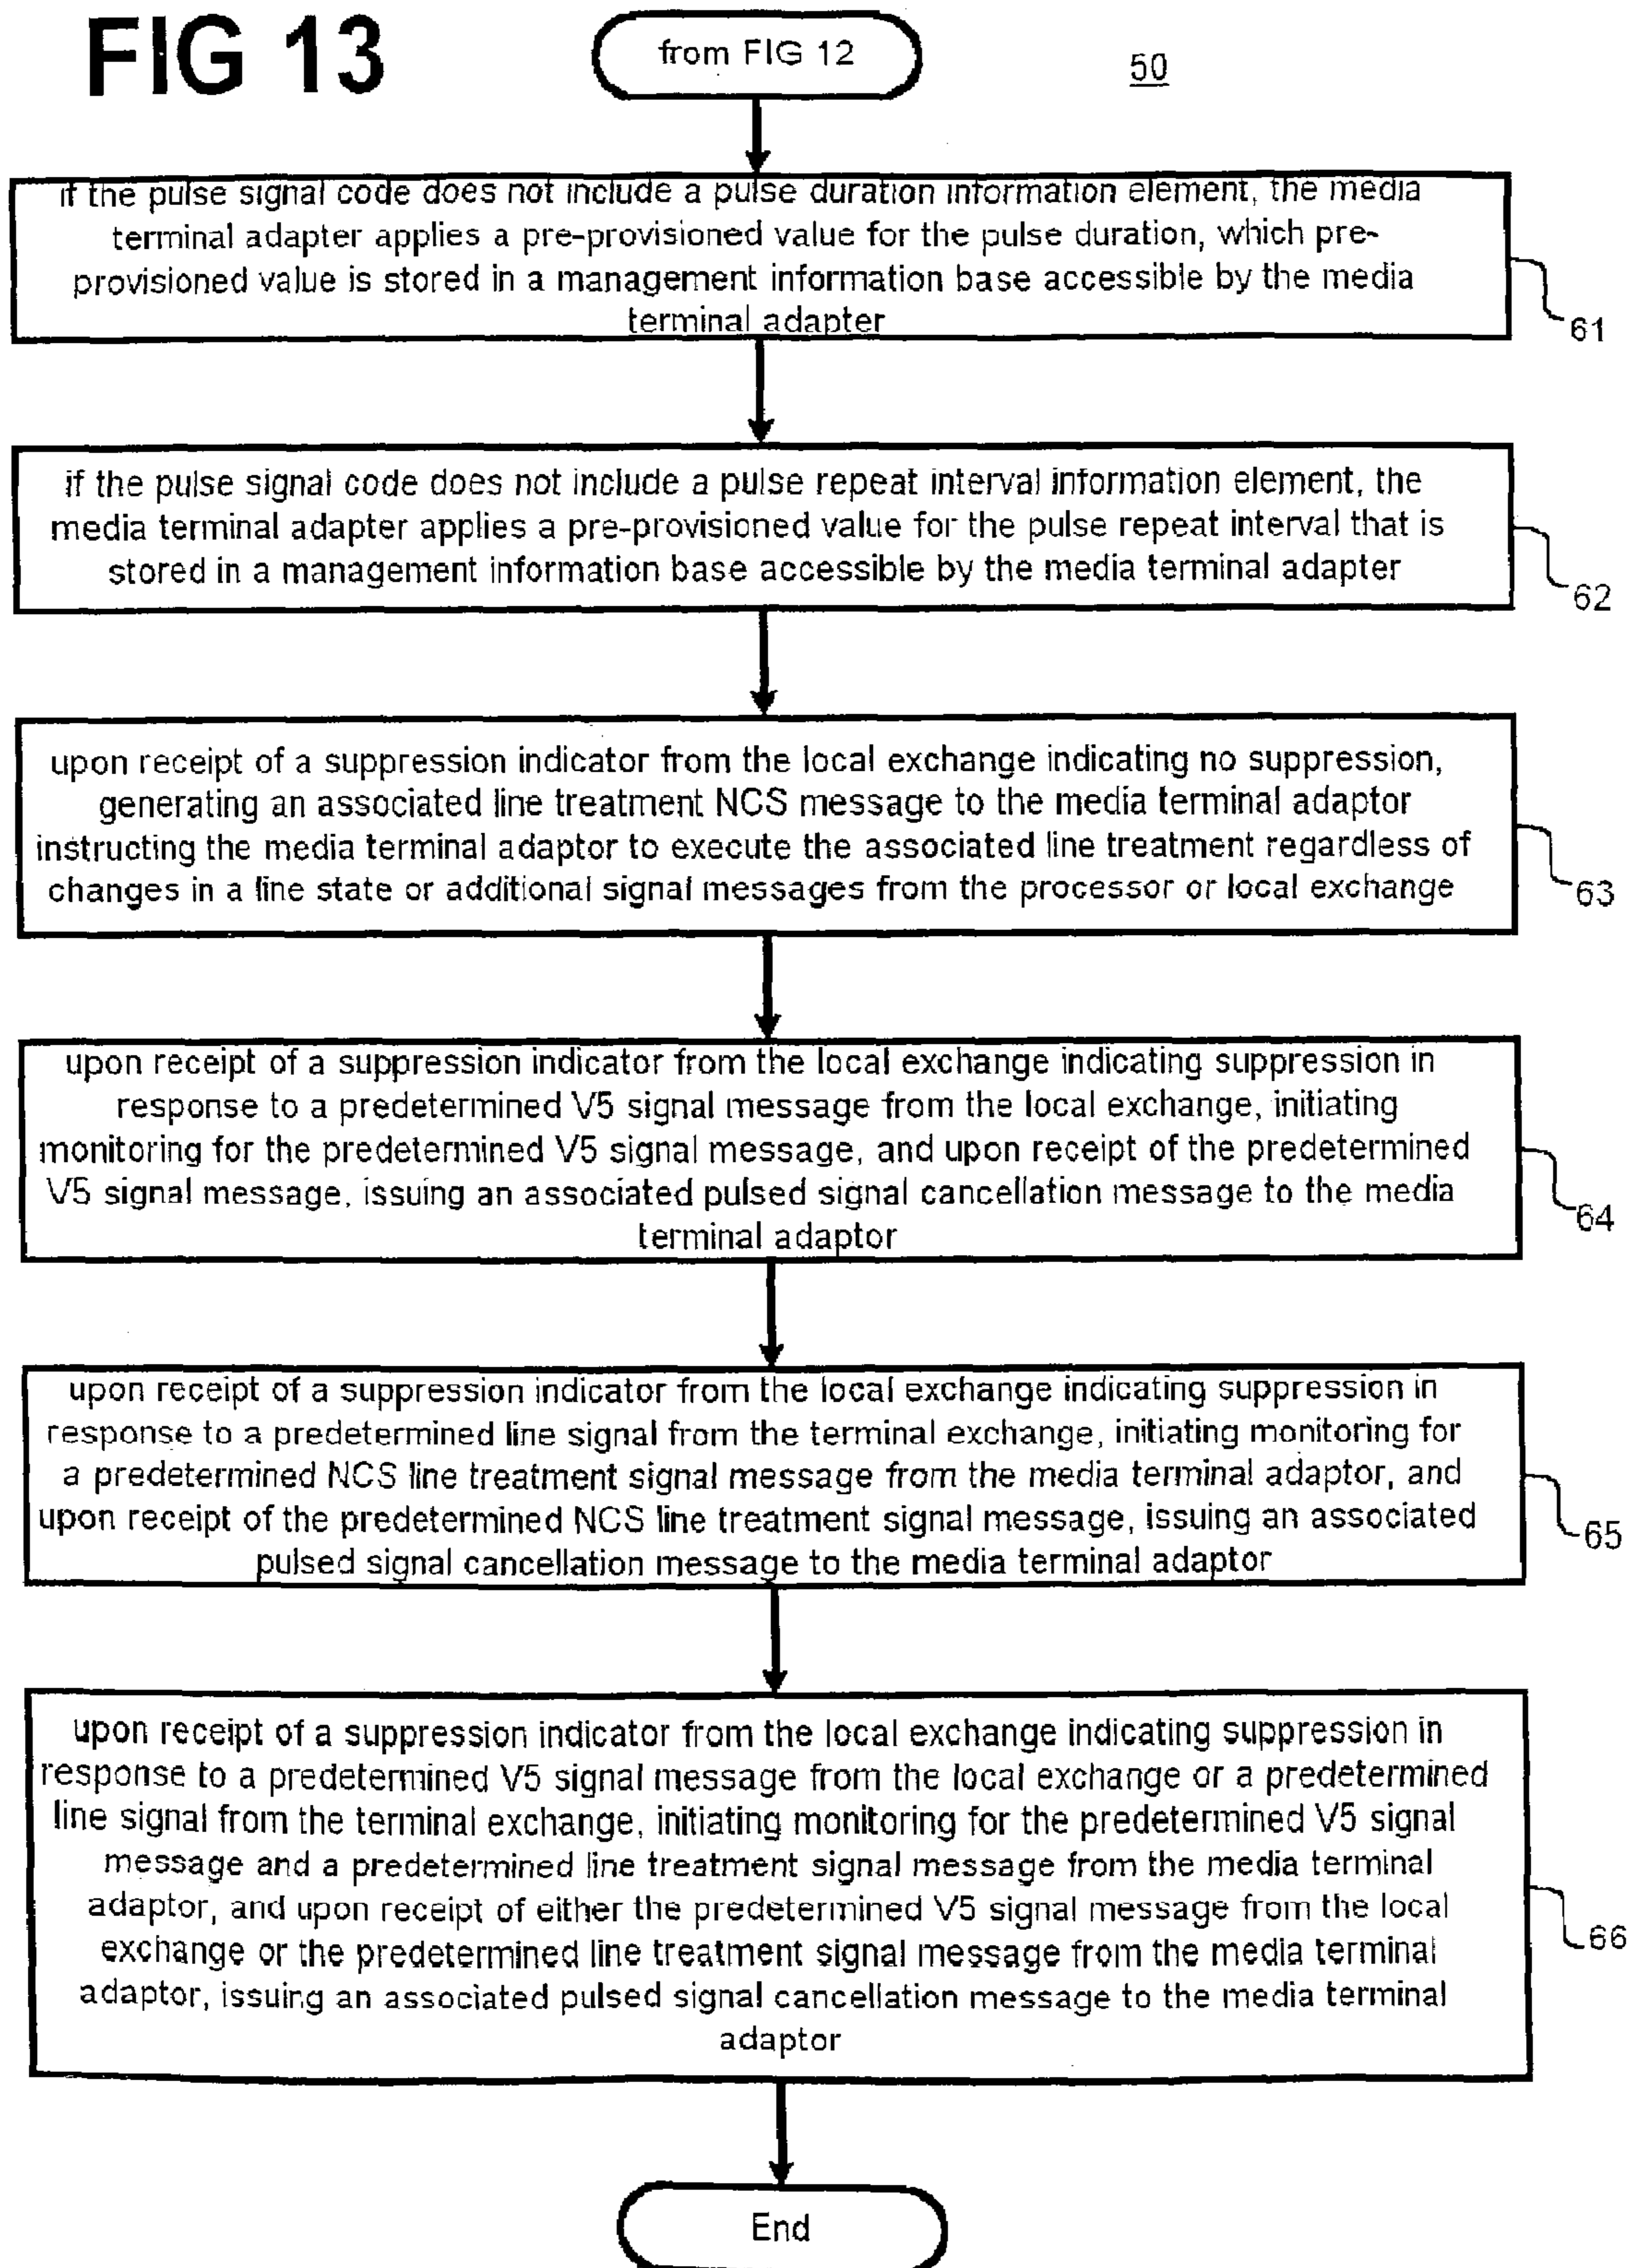 FIG 13
from FIG 12
50
if the pulse signal code does not include a pulse duration information element, the media
terminal adapter applies a pre-provisioned value for the pulse duration, which pre-
provisioned value is stored in a management information base accessible by the media
terminal adapter
61
if the pulse signal code does not include a pulse repeat interval information element, the
media terminal adapter applies a pre-provisioned value for the pulse repeat interval that is
stored in a management information base accessible by the media terminal adapter
62
upon receipt of a suppression indicator from the local exchange indicating no suppression,
generating an associated line treatment NCS message to the media terminal adaptor
instructing the media terminal adaptor to execute the associated line treatment regardless of
changes in a line state or additional signal messages from the processor or local exchange
63
upon receipt of a suppression indicator from the local exchange indicating suppression in
response to a predetermined V5 signal message from the local exchange, initiating
monitoring for the predetermined V5 signal message, and upon receipt of the predetermined
V5 signal message, issuing an associated pulsed signal cancellation message to the media
terminal adaptor
64
upon receipt of a suppression indicator from the local exchange indicating suppression in
response to a predetermined line signal from the terminal exchange, initiating monitoring for
a predetermined NCS line treatment signal message from the media terminal adaptor, and
upon receipt of the predetermined NCS line treatment signal message, issuing an associated
pulsed signal cancellation message to the media terminal adaptor
65
upon receipt of a suppression indicator from the local exchange indicating suppression in
response to a predetermined V5 signal message from the local exchange or a predetermined
line signal from the terminal exchange, initiating monitoring for the predetermined V5 signal
message and a predetermined line treatment signal message from the media terminal
adaptor, and upon receipt of either the predetermined V5 signal message from the local
exchange or the predetermined line treatment signal message from the media terminal
adaptor, issuing an associated pulsed signal cancellation message to the media terminal
adaptor
66
End